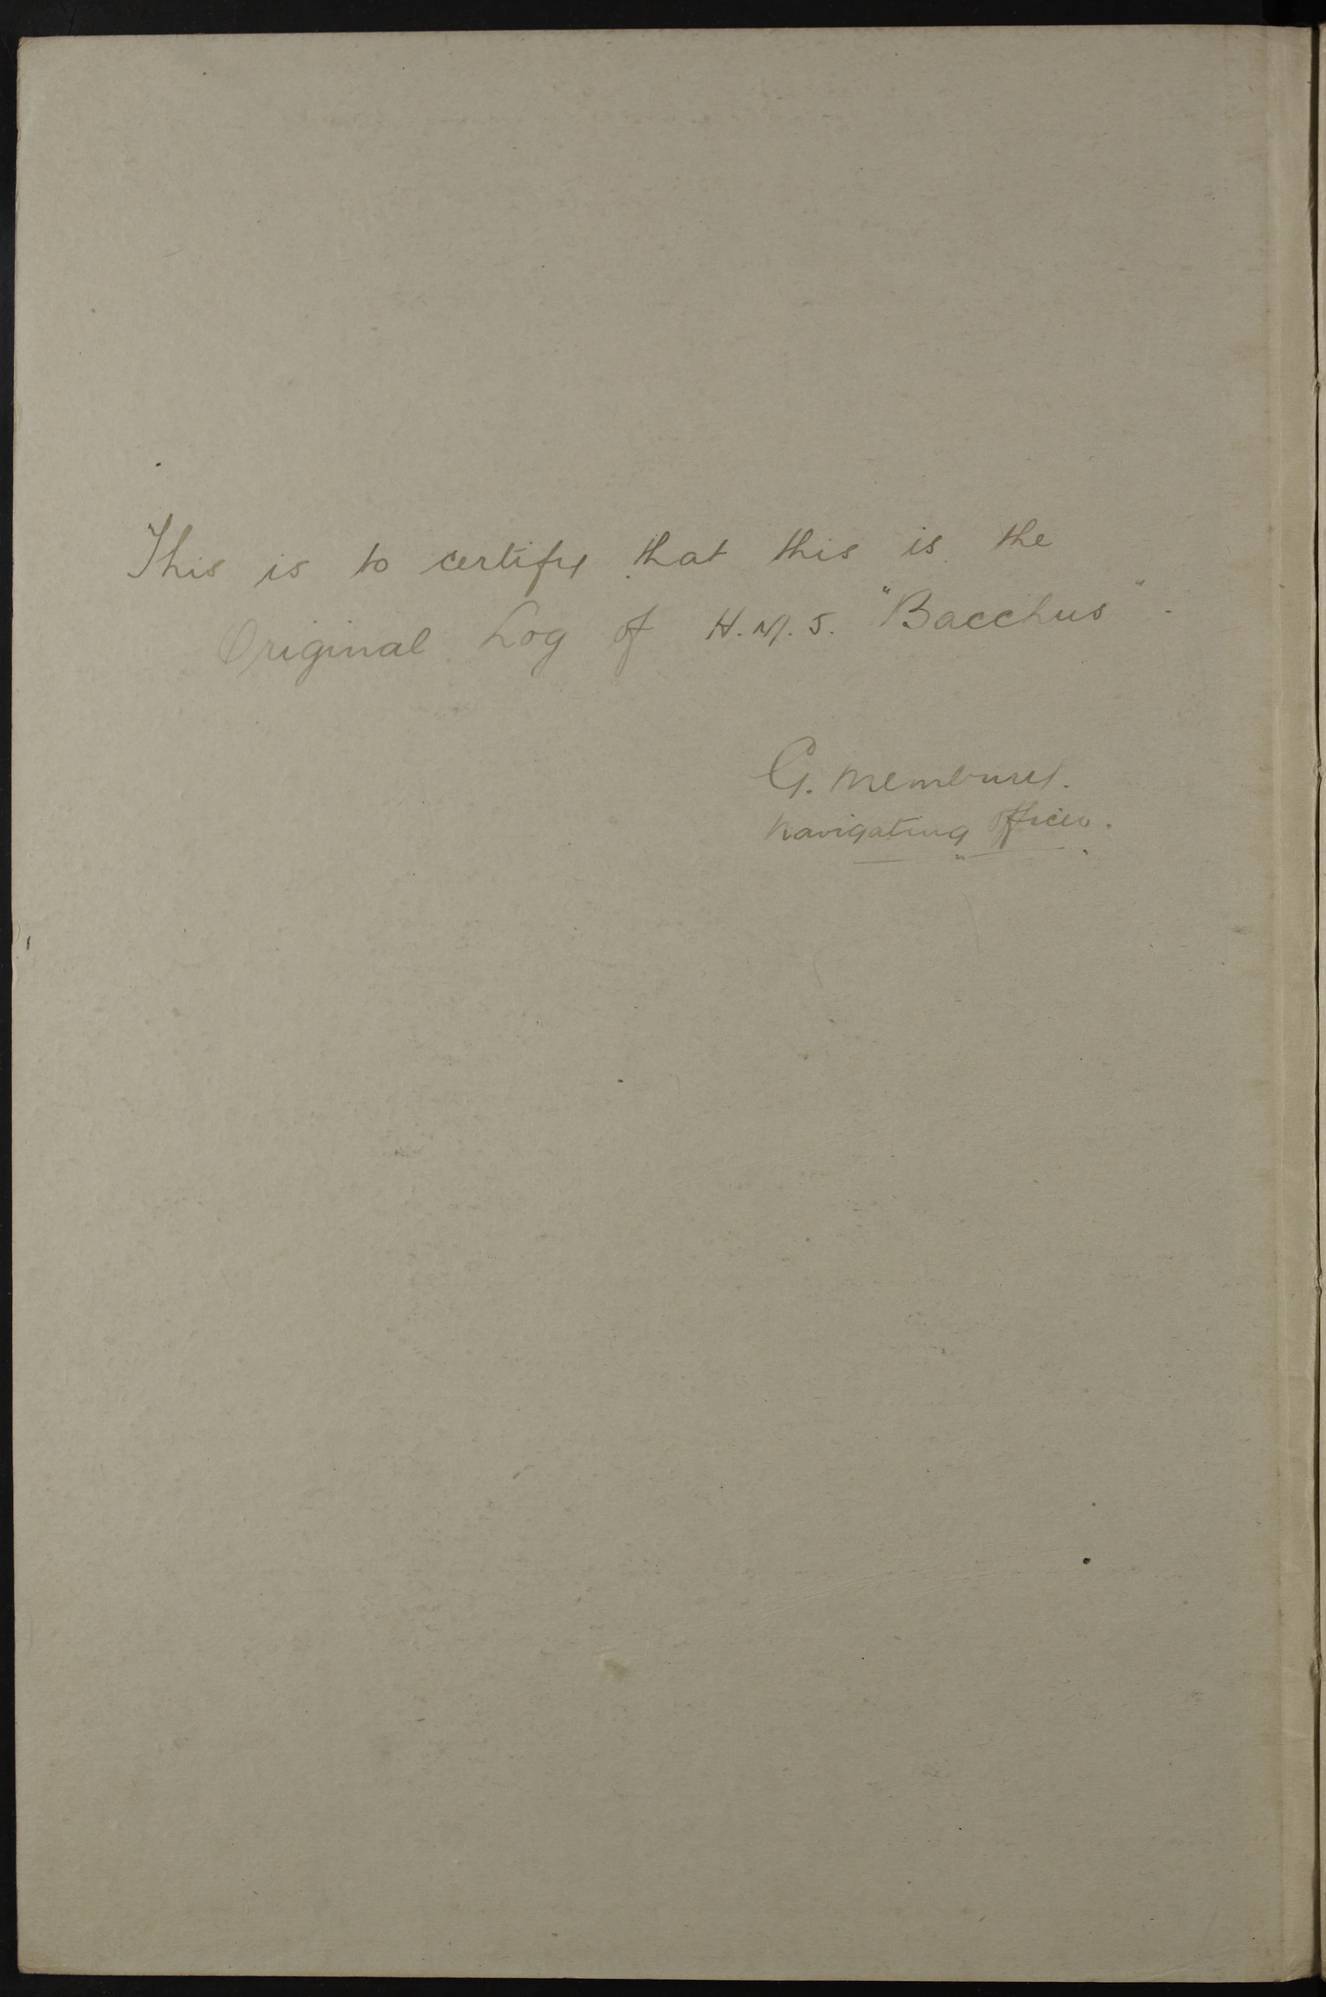 This is to certify that this is the
Original Log of H.M.S. "Bacchus".
G. Membury.
Navigating Officer.